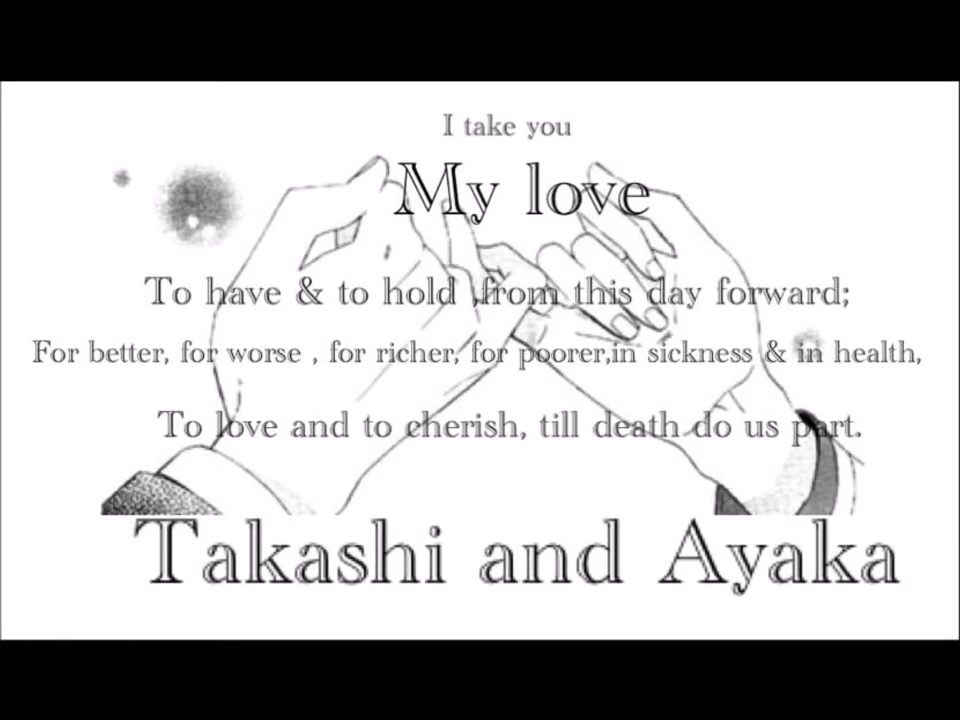 I take you
My love
To have & to hold ,from this day forward;
For better, for worse , for richer, for poorer,in sickness & in health,
To love and to cherish, till death do us part.
Takashi and Ayaka